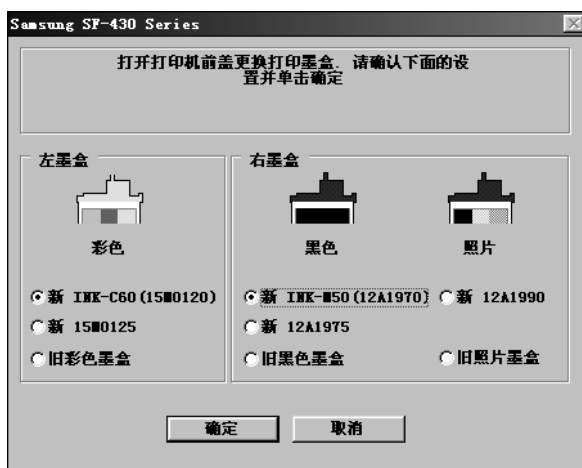 Samsung SF-430 Series
打开打印机前盖更换打印墨盒. 请确认下面的设
置并单击确定
左墨盒
右墨盒
彩色
黑色
照片
新 INK-C60(15M0120)
新 INK-M50(12A1970)
新 12A1990
新 15M0125
新 12A1975
旧彩色墨盒
旧黑色墨盒
旧照片墨盒
确定
取消